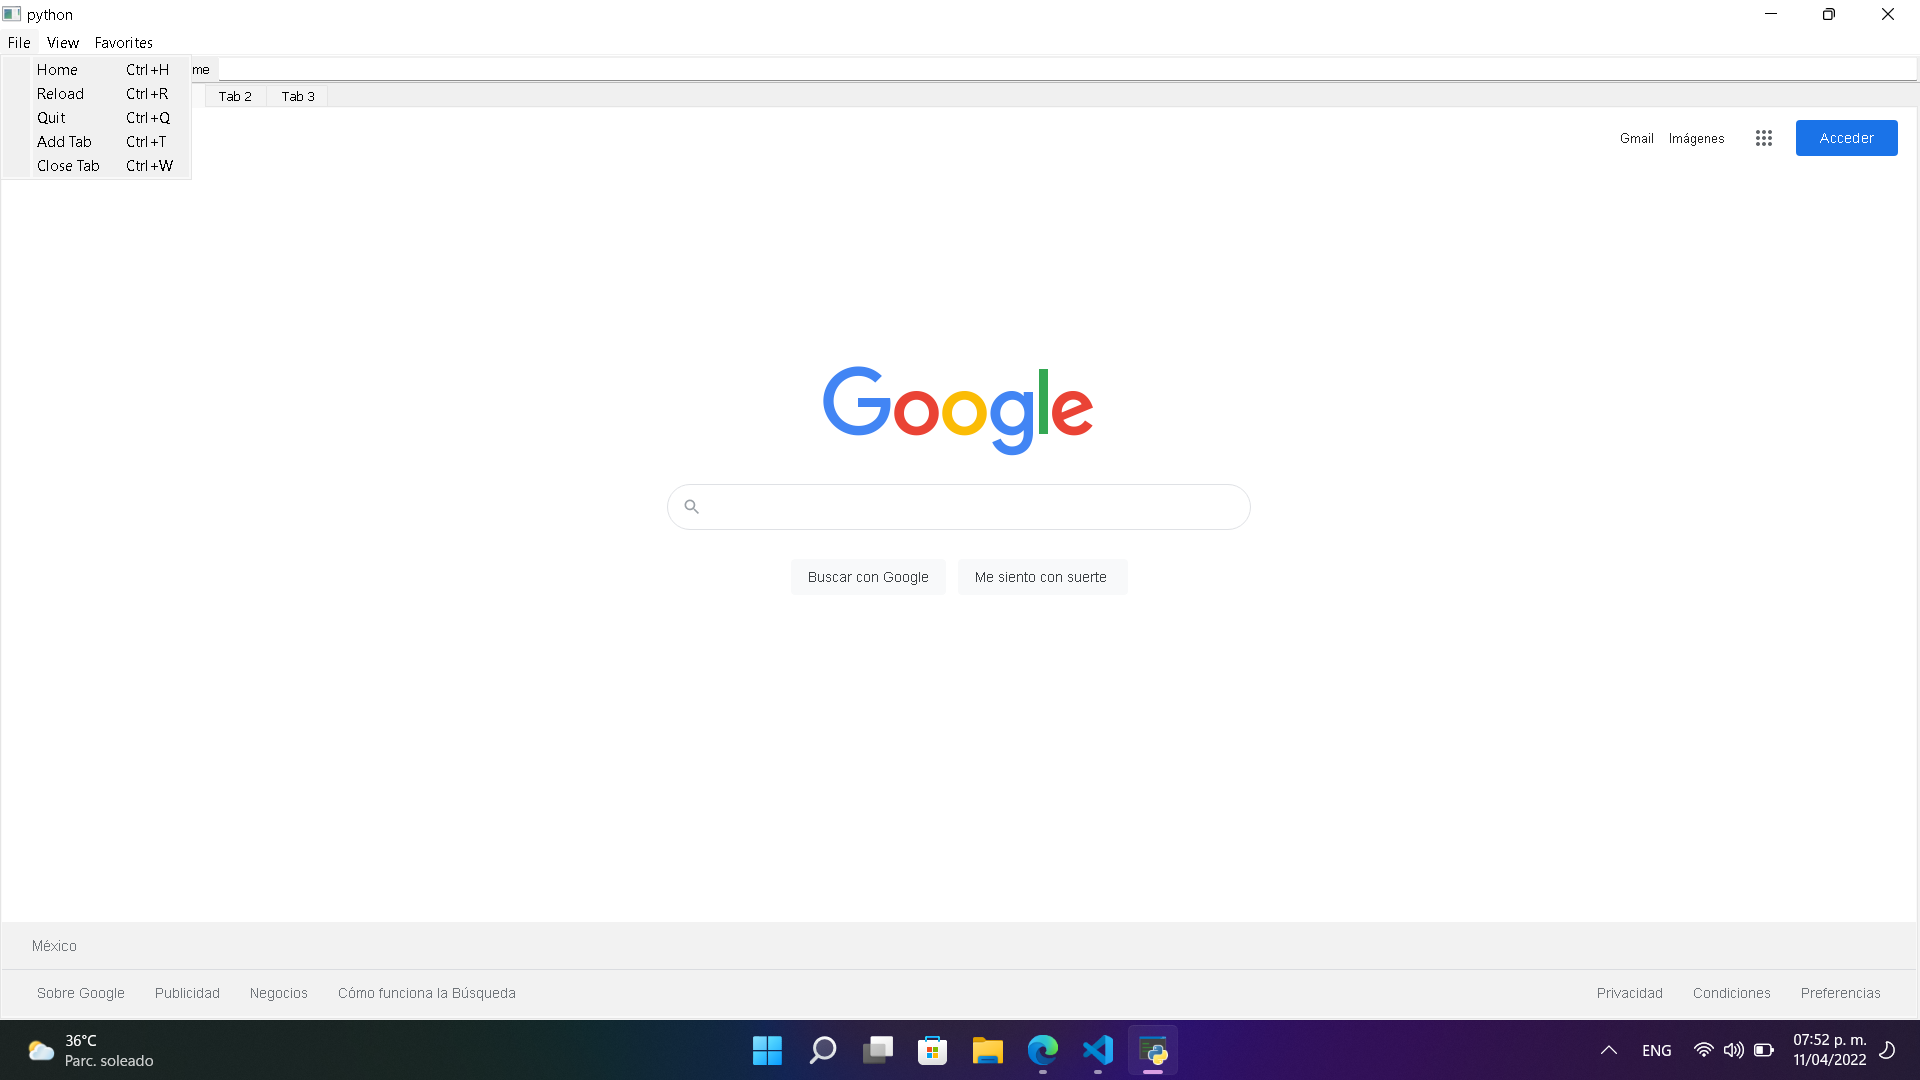 python
File View Favorites
Home Ctrl+H
me
Reload Ctrl+R
Tab 2 Tab 3
Quit Ctrl+Q
Add Tab Ctrl+T
Close Tab Ctrl+W
Gmail Imágenes Acceder
Google
Buscar con Google Me siento con suerte
México
Sobre Google Publicidad Negocios Cómo funciona la Búsqueda Privacidad Condiciones Preferencias
36°C
Parc. soleado
ENG
07:52 p. m.
11/04/2022